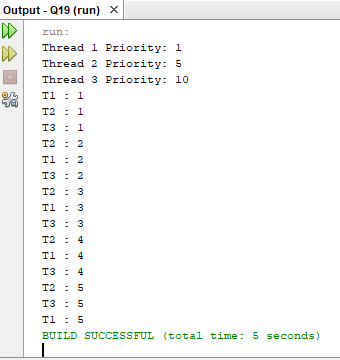 Output - Q19 (run)
run:
Thread 1 Priority: 1
Thread 2 Priority: 5
Thread 3 Priority: 10
T1 : 1
T2 : 1
T3 : 1
T2 : 2
T1 : 2
T3 : 2
T2 : 3
T1 : 3
T3 : 3
T2 : 4
T1 : 4
T3 : 4
T2 : 5
T3 : 5
T1 : 5
BUILD SUCCESSFUL (total time: 5 seconds)